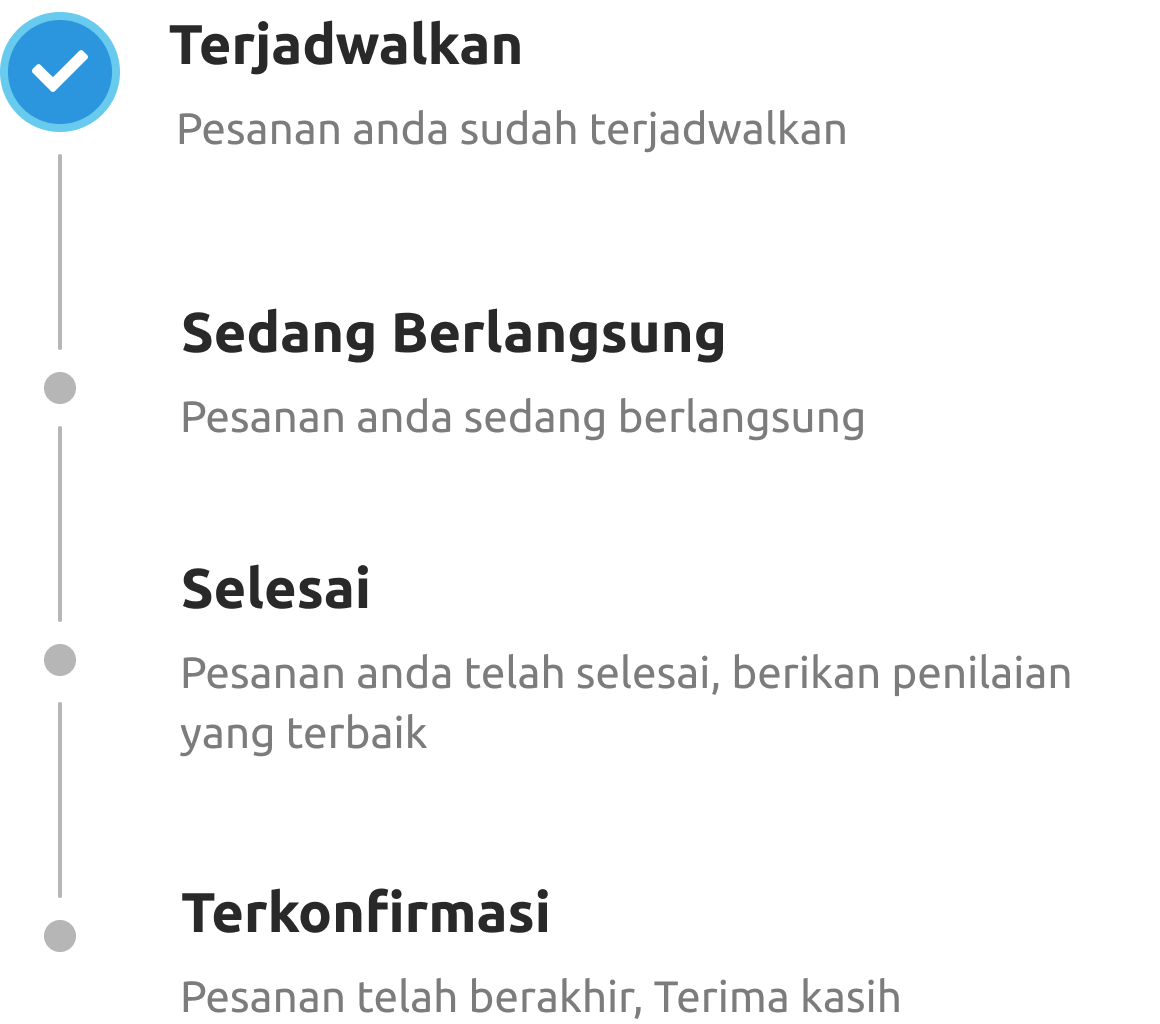 Terjadwalkan
Pesanan anda sudah terjadwalkan
Sedang Berlangsung
Pesanan anda sedang berlangsung
Selesai
Pesanan anda telah selesai, berikan penilaian
yang terbaik
Terkonfirmasi
Pesanan telah berakhir, Terima kasih